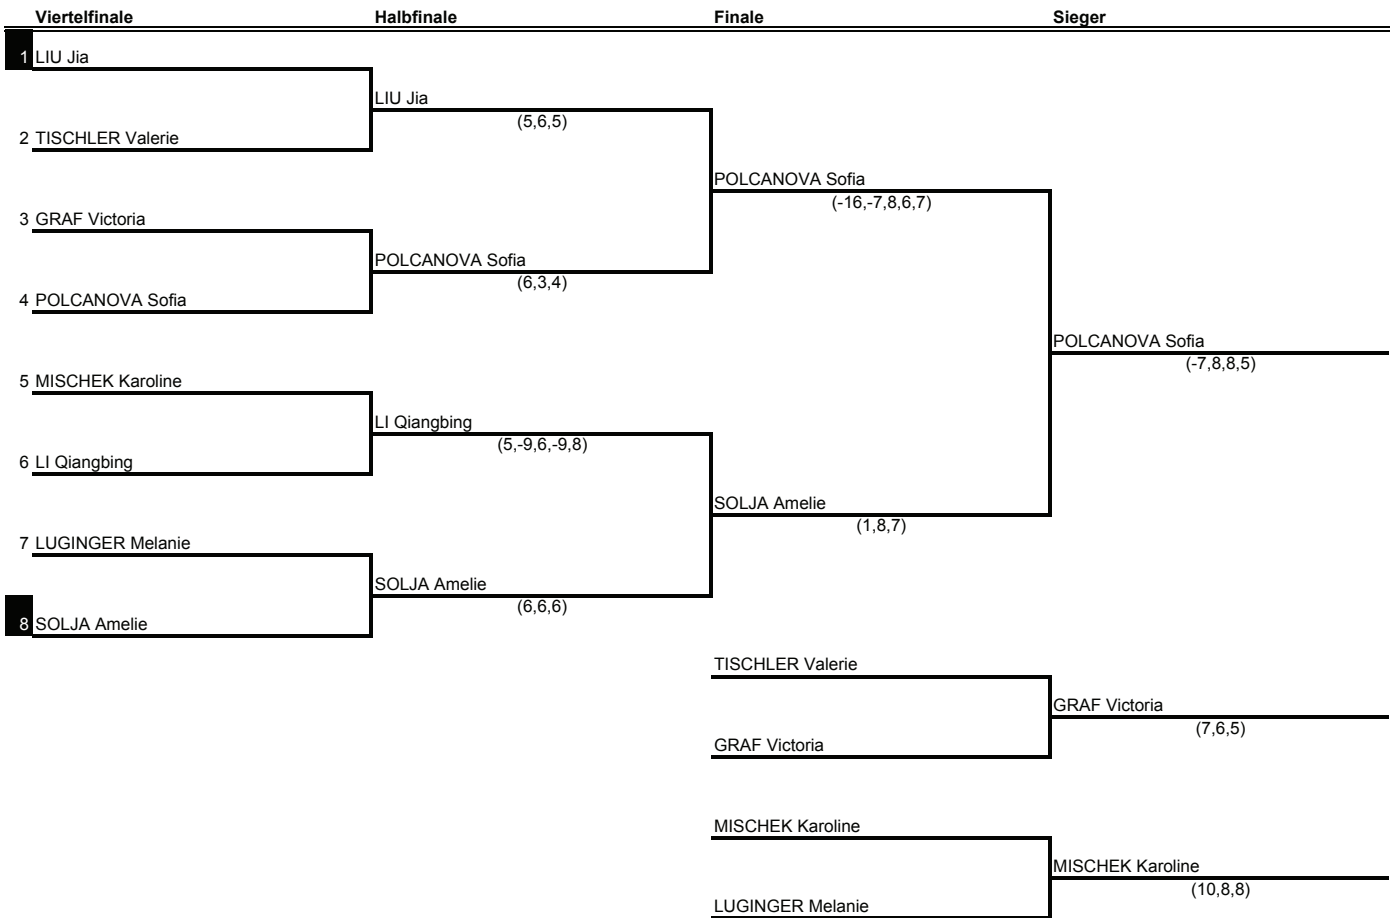 Viertelfinale Halbfinale Finale Sieger
1 LIU Jia
LIU Jia
(5,6,5)
2 TISCHLER Valerie
POLCANOVA Sofia
(-16,-7,8,6,7)
3 GRAF Victoria
POLCANOVA Sofia
(6,3,4)
4 POLCANOVA Sofia
POLCANOVA Sofia
(-7,8,8,5)
5 MISCHEK Karoline
LI Qiangbing
(5,-9,6,-9,8)
6 LI Qiangbing
SOLJA Amelie
(1,8,7)
7 LUGINGER Melanie
SOLJA Amelie
(6,6,6)
8 SOLJA Amelie
TISCHLER Valerie
GRAF Victoria
(7,6,5)
GRAF Victoria
MISCHEK Karoline
MISCHEK Karoline
(10,8,8)
LUGINGER Melanie